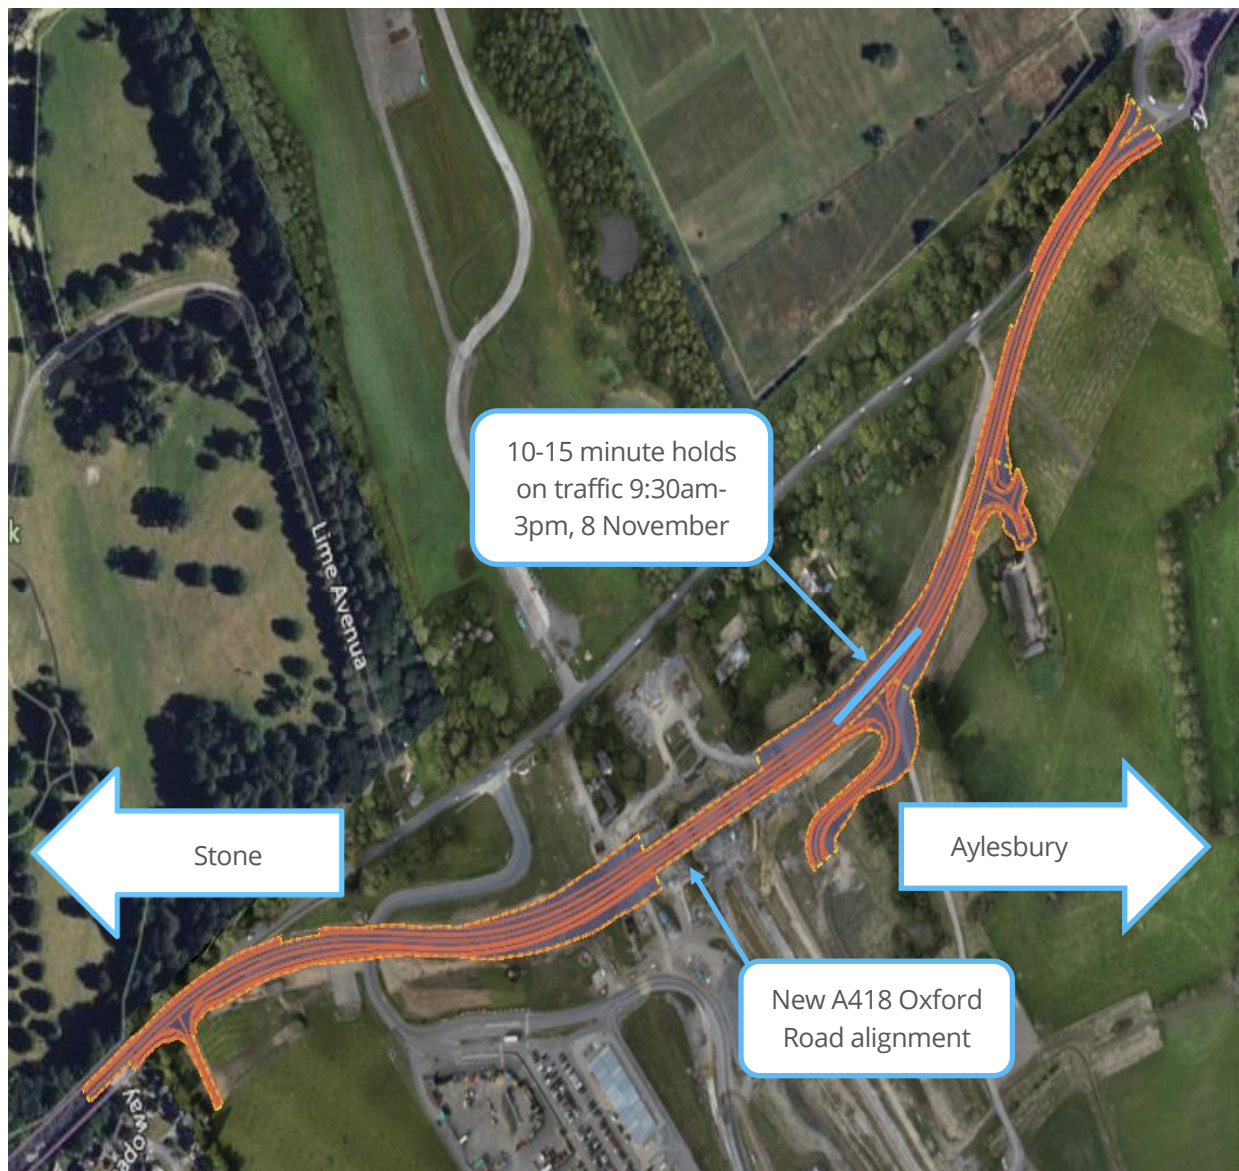 10-15 minute holds
on traffic 9:30am-
3pm, 8 November
k
Lime Avenua
Stone
Aylesbury
New A418 Oxford
Road alignment